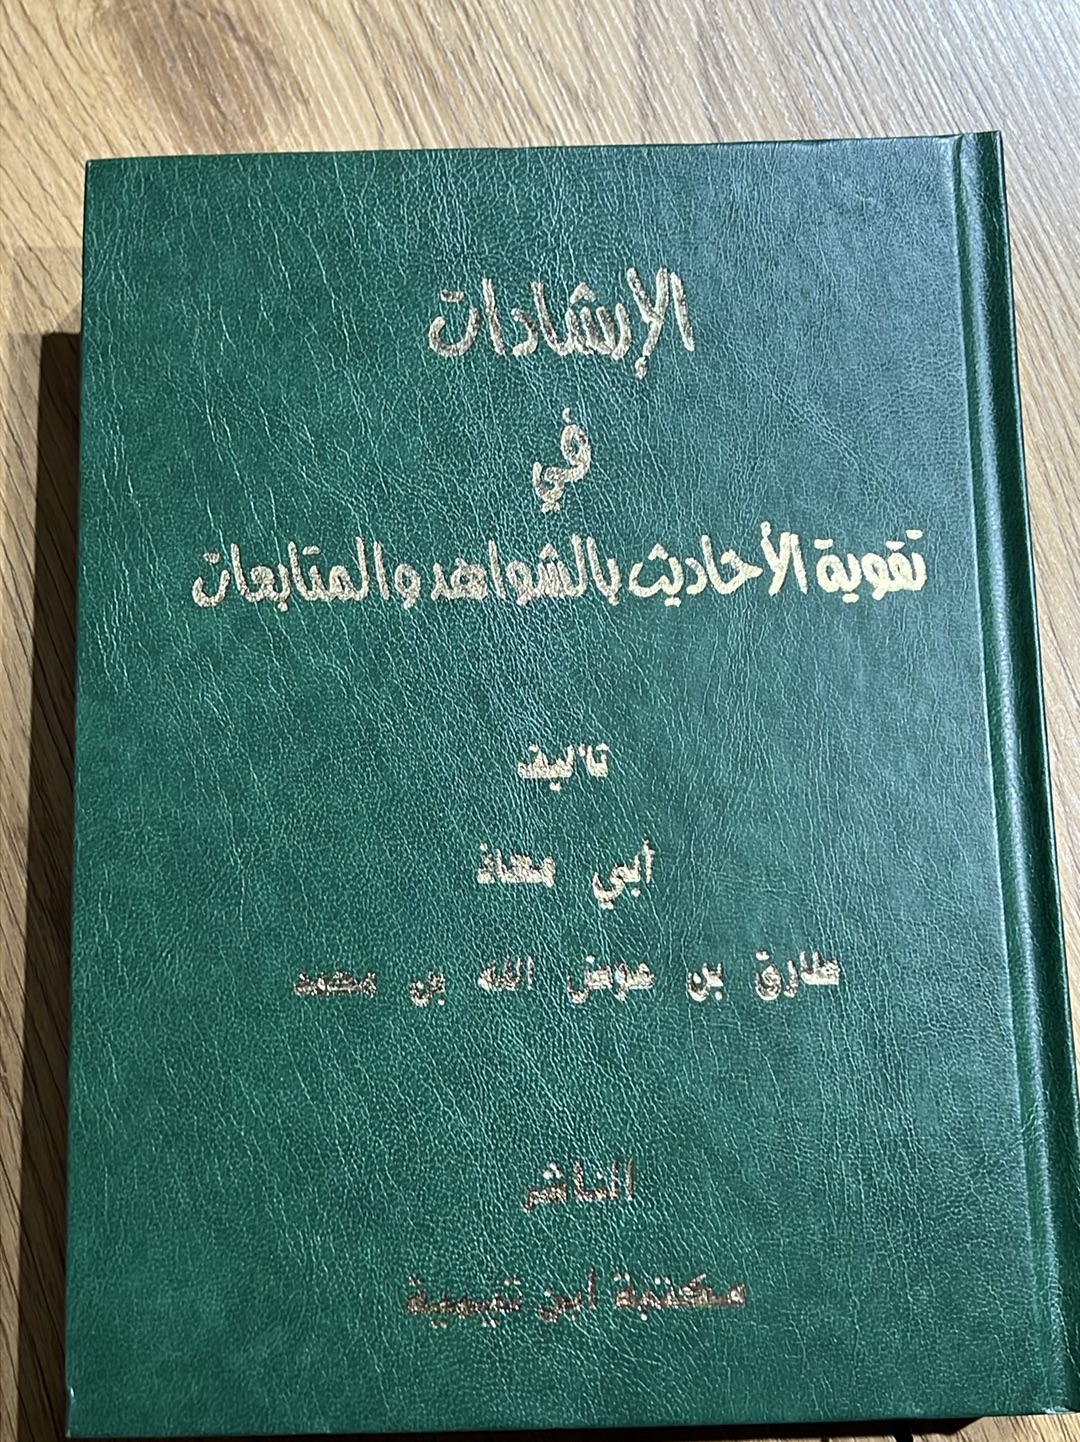 الإرشادات
في
تقوية الأحاديث بالشواهد والمتابعات
تأليف
أبي معاذ
طارق بن عوض الله بن محمد
الناشر
مكتبة ابن تيمية